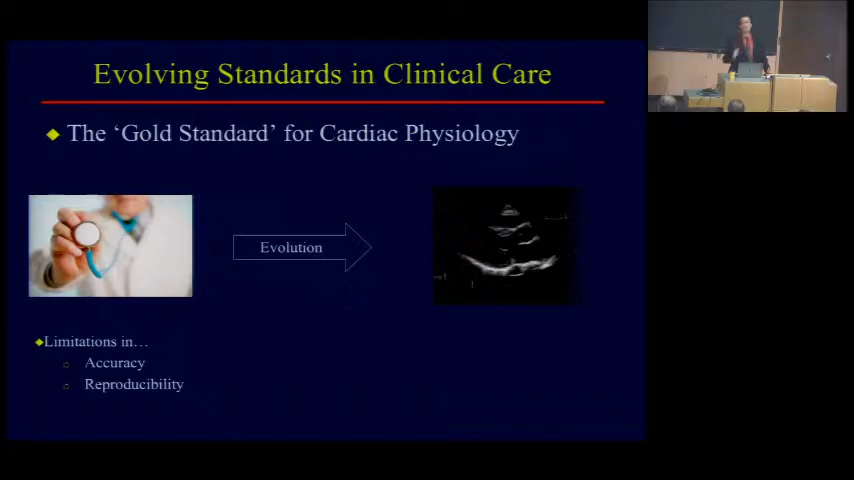 Evolving Standards in Clinical Care
The ‘Gold Standard’ for Cardiac Physiology
Evolution
Limitations in…
Accuracy
Reproducibility